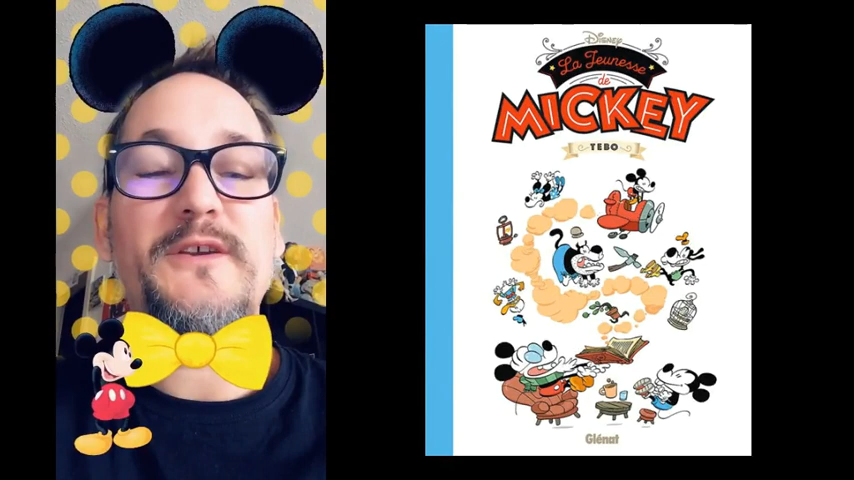 Disney
La Jeunesse
de
MICKEY
TEBO
Glénat